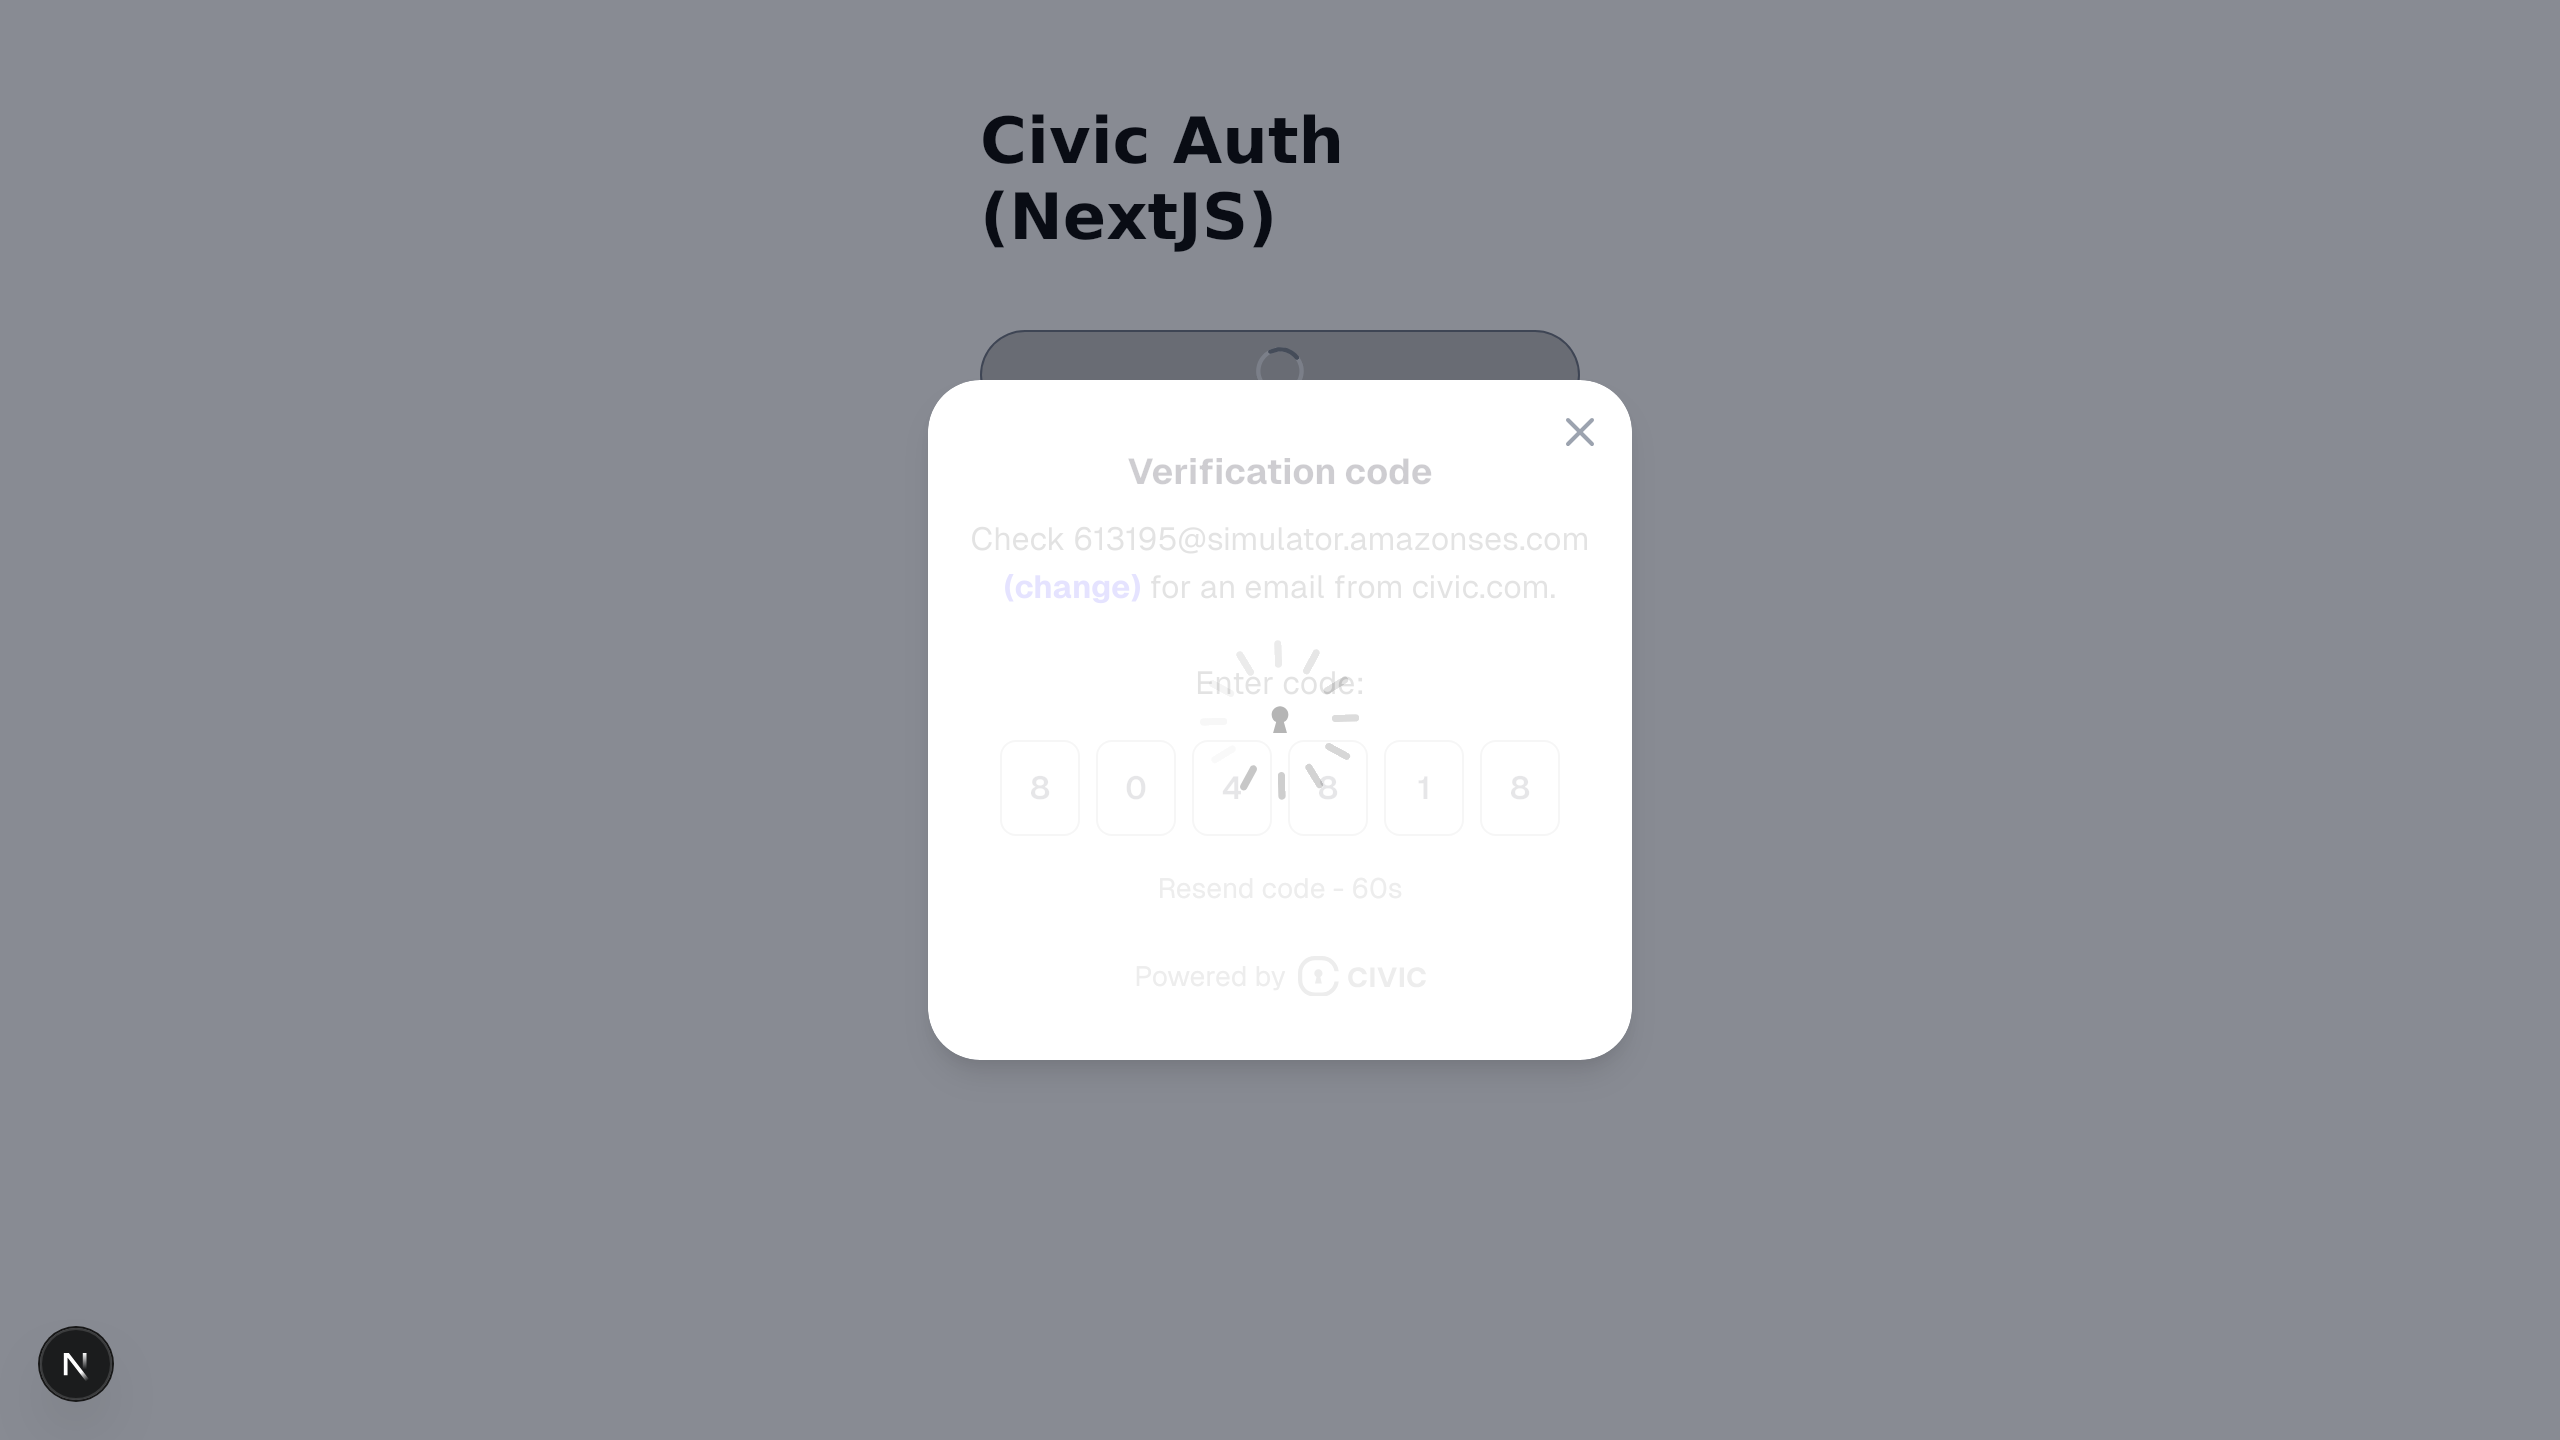 Civic Auth
(NextJS)
Verification code
Check 613195@simulator.amazonses.com
(change) for an email from civic.com.
Enter code:
8 0 4 8 1 8
Resend code - 60s
Powered by CIVIC
N